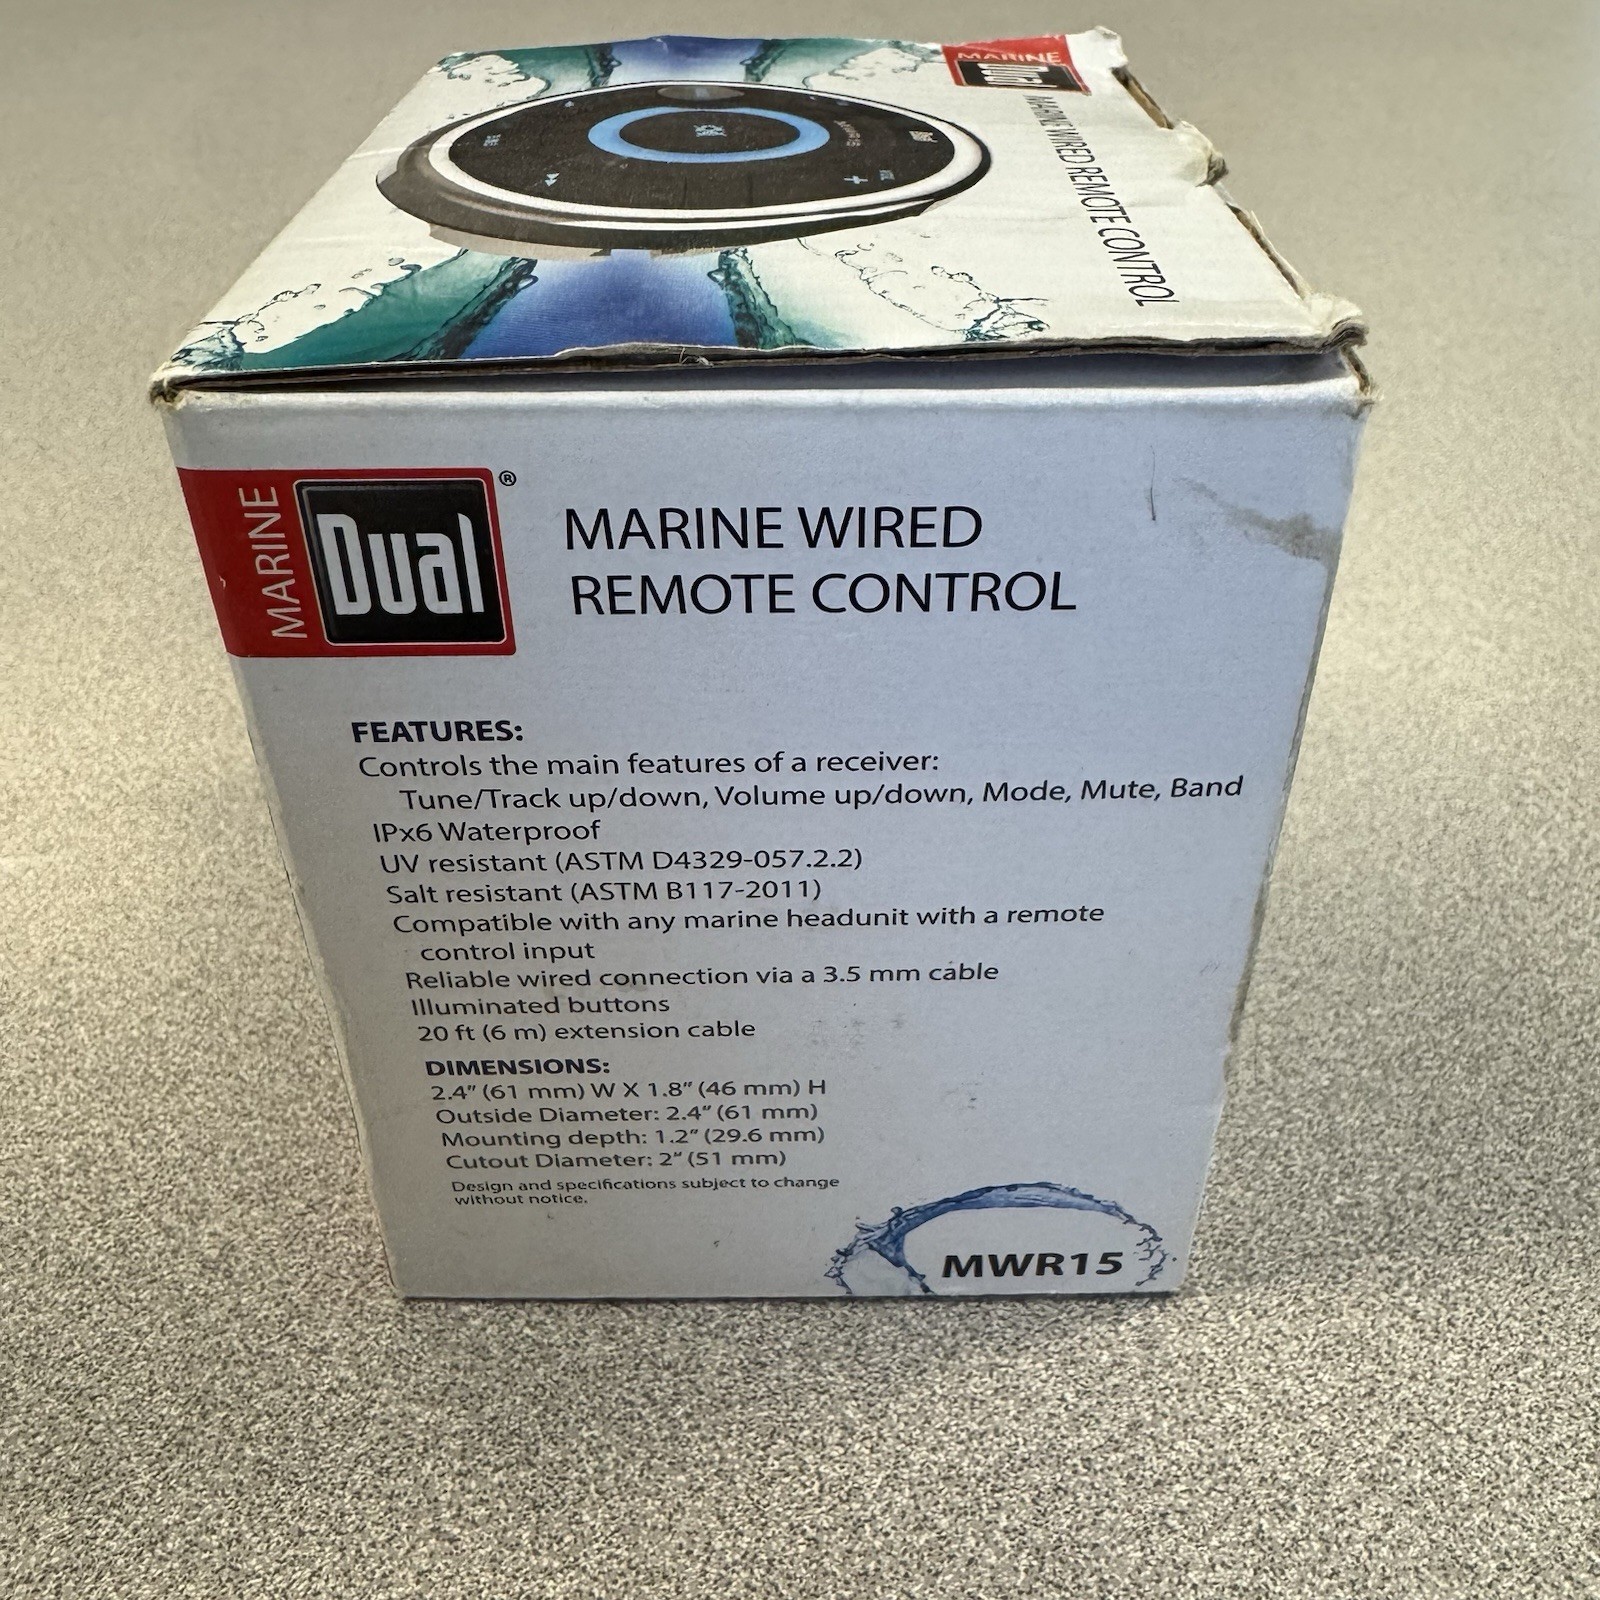 MARINE
Dual
MARINE WIRED REMOTE CONTROL
MARINE
Dual®
MARINE WIRED
REMOTE CONTROL
FEATURES:
Controls the main features of a receiver:
Tune/Track up/down, Volume up/down, Mode, Mute, Band
IPx6 Waterproof
UV resistant (ASTM D4329-057.2.2)
Salt resistant (ASTM B117-2011)
Compatible with any marine headunit with a remote
control input
Reliable wired connection via a 3.5 mm cable
Illuminated buttons
20 ft (6 m) extension cable
DIMENSIONS:
2.4" (61 mm) W X 1.8" (46 mm) H
Outside Diameter: 2.4" (61 mm)
Mounting depth: 1.2" (29.6 mm)
Cutout Diameter: 2" (51 mm)
Design and specifications subject to change
without notice.
MWR15